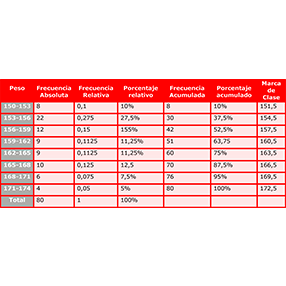 Peso Frecuencia Absoluta Frecuencia Relativa Porcentaje relativo Frecuencia Acumulada Porcentaje acumulado Marca de Clase
150-153 8 0,1 10% 8 10% 151,5
153-156 22 0,275 27,5% 30 37,5% 154,5
156-159 12 0,15 155% 42 52,5% 157,5
159-162 9 0,1125 11,25% 51 63,75 160,5
162-165 9 0,1125 11,25% 60 75% 163,5
165-168 10 0,125 12,5 70 87,5% 166,5
168-171 6 0,075 7,5% 76 95% 169,5
171-174 4 0,05 5% 80 100% 172,5
Total 80 1 100%